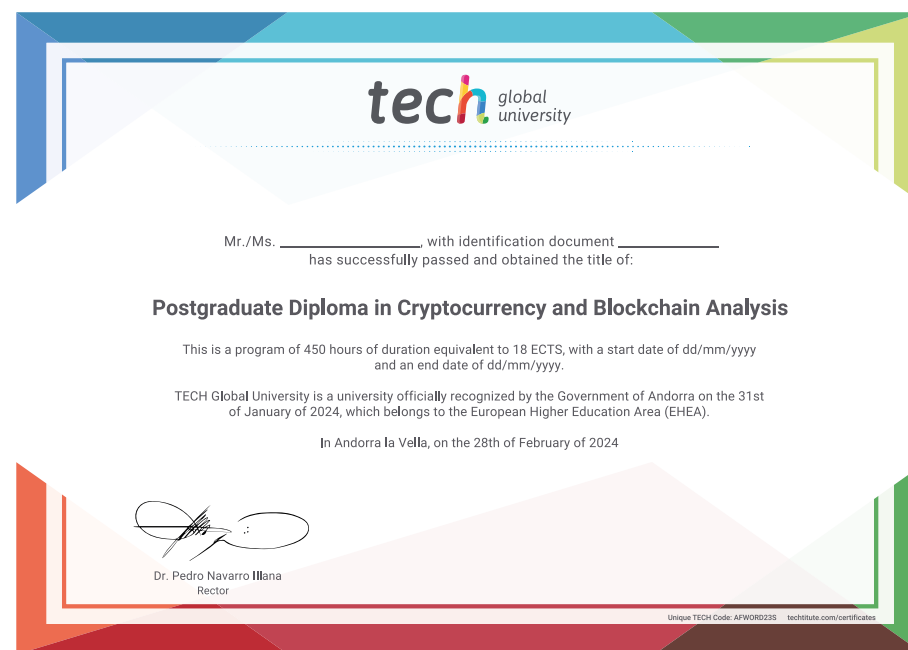 tech global
university
Mr./Ms. ____________________, with identification document ______________
has successfully passed and obtained the title of:
Postgraduate Diploma in Cryptocurrency and Blockchain Analysis
This is a program of 450 hours of duration equivalent to 18 ECTS, with a start date of dd/mm/yyyy
and an end date of dd/mm/yyyy.
TECH Global University is a university officially recognized by the Government of Andorra on the 31st
of January of 2024, which belongs to the European Higher Education Area (EHEA).
In Andorra la Vella, on the 28th of February of 2024
Dr. Pedro Navarro Illana
Rector
Unique TECH Code: AFWORD23S techtitute.com/certificates